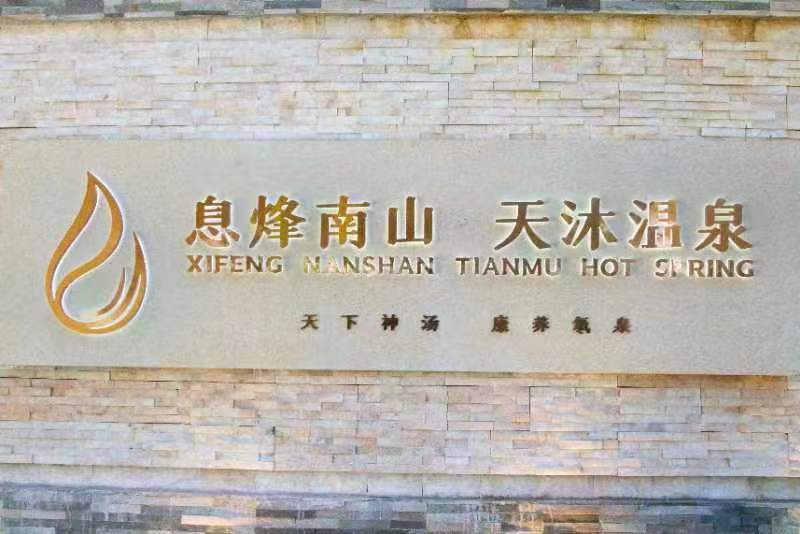 息烽南山 天沐温泉
XIFENG NANSHAN TIANMU HOT SPRING
天下神汤 康养氡泉